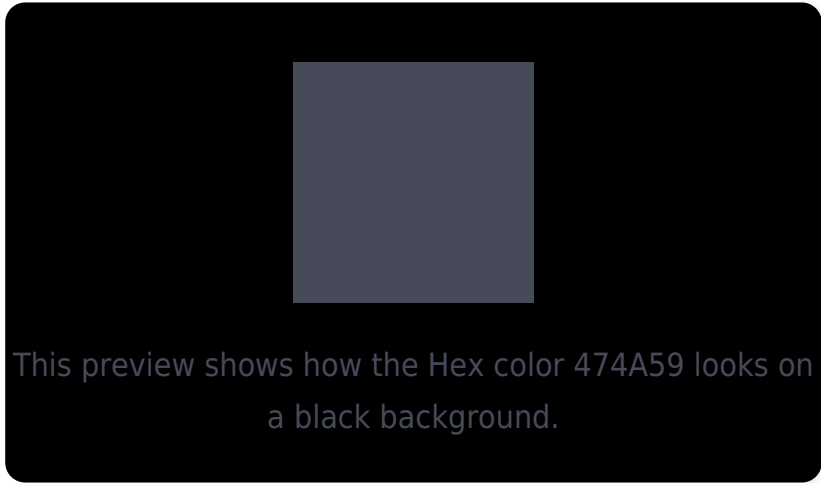 This preview shows how the Hex color 474A59 looks on
a black background.